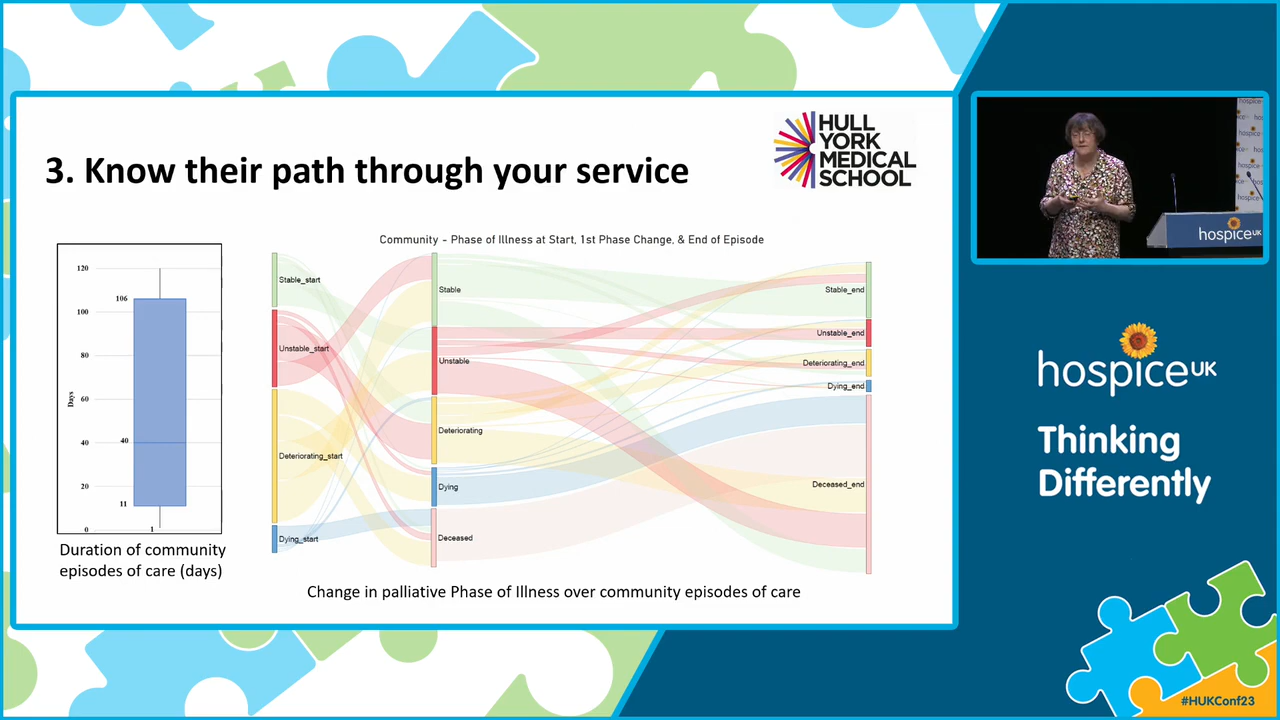 3. Know their path through your service
HULL
YORK
MEDICAL
SCHOOL
Community - Phase of Illness at Start, 1st Phase Change, & End of Episode
120
106
100
80
60
40
40
20
11
0
1
Days
Duration of community
episodes of care (days)
Stable_start
Unstable_start
Deteriorating_start
Dying_start
Stable
Unstable
Deteriorating
Dying
Deceased
Stable_end
Unstable_end
Deteriorating_end
Dying_end
Deceased_end
Change in palliative Phase of Illness over community episodes of care
hospice UK
hospice UK
Thinking
Differently
#HUKConf23